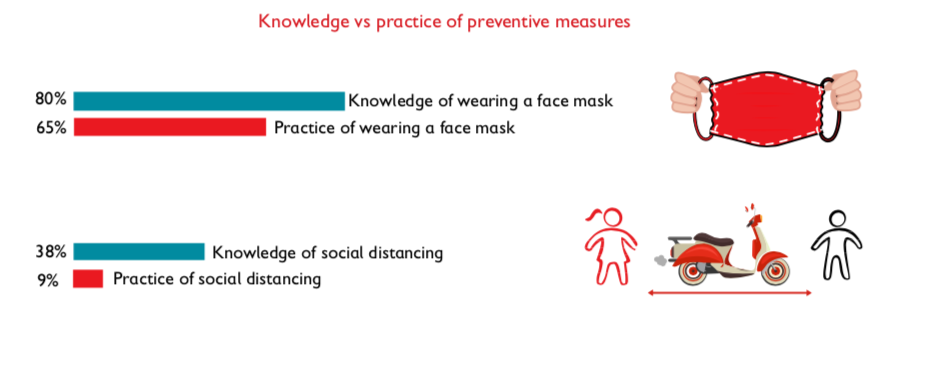 Knowledge vs practice of preventive measures
80% Knowledge of wearing a face mask
65% Practice of wearing a face mask
38% Knowledge of social distancing
9% Practice of social distancing